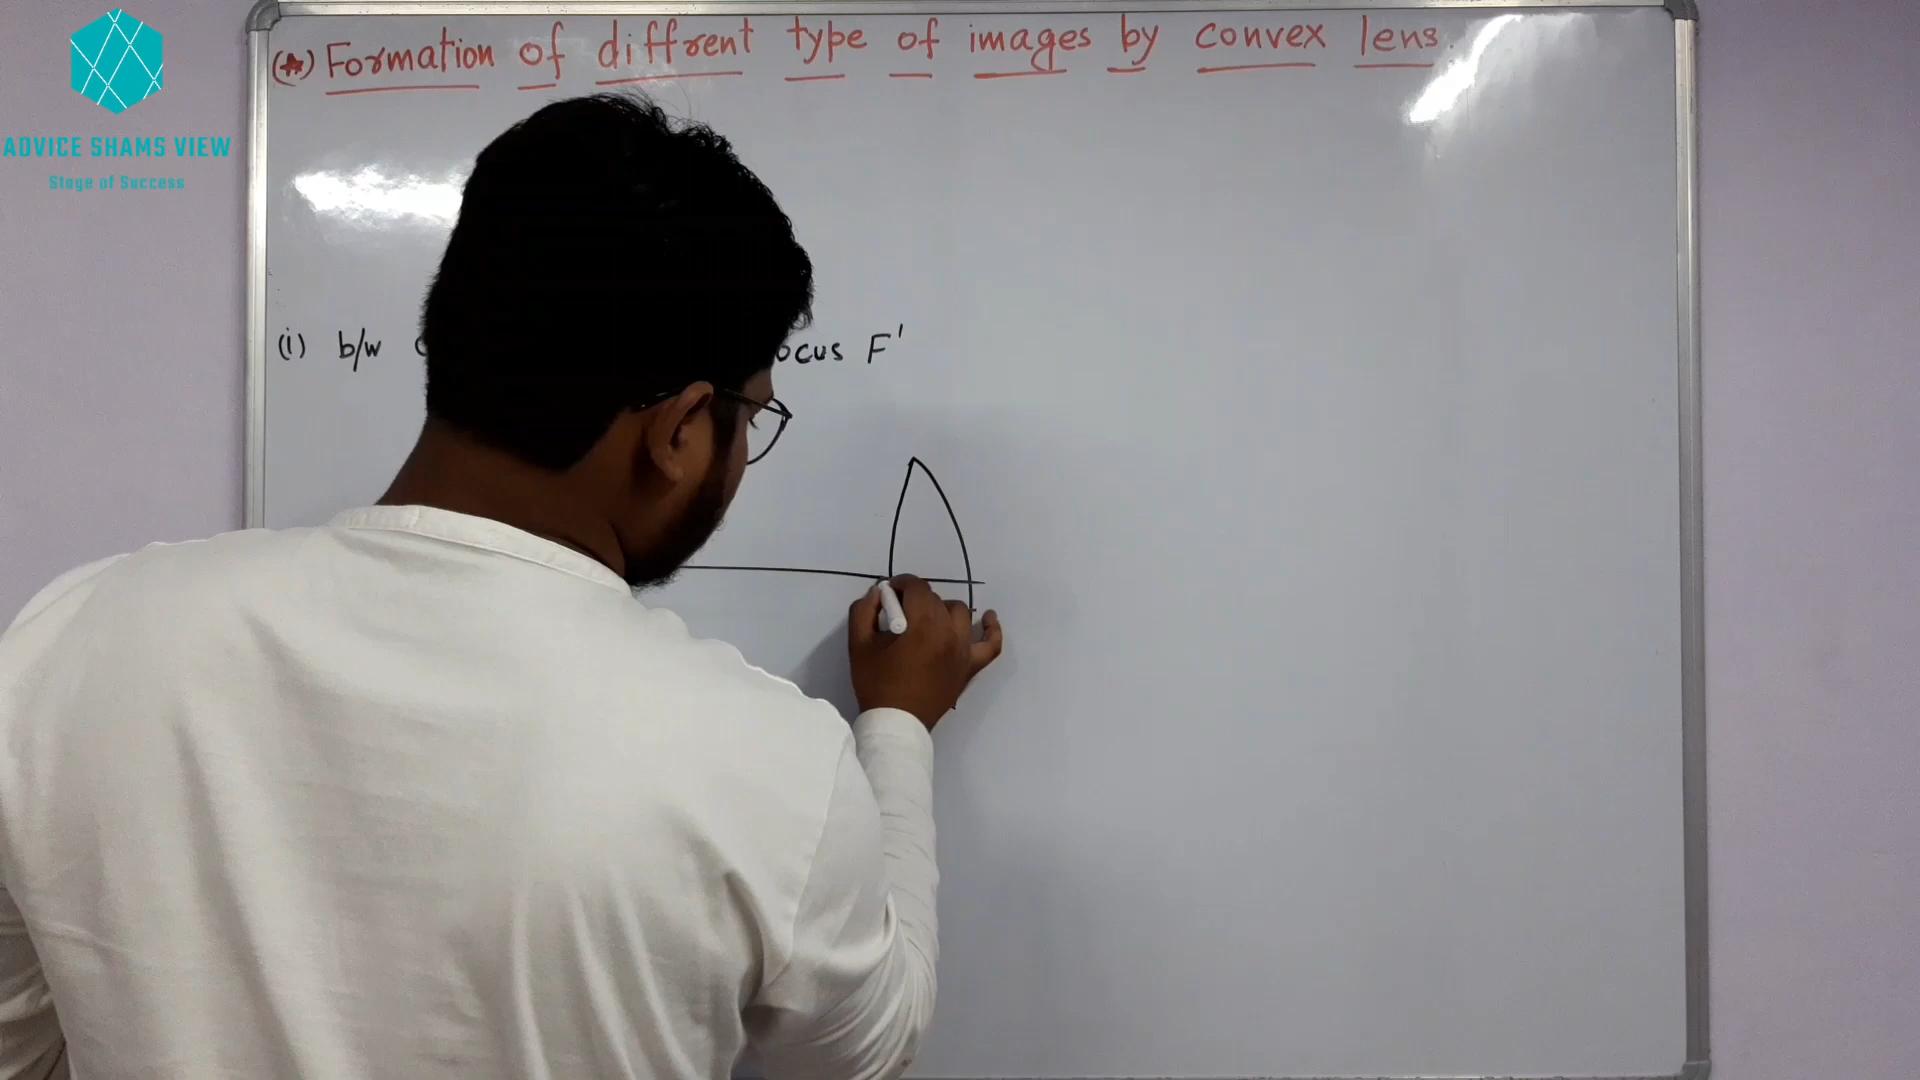 (*) Formation of diffrent type of images by convex lens.
ADVICE SHAMS VIEW
Stage of Success
(i) b/w
ocus F'